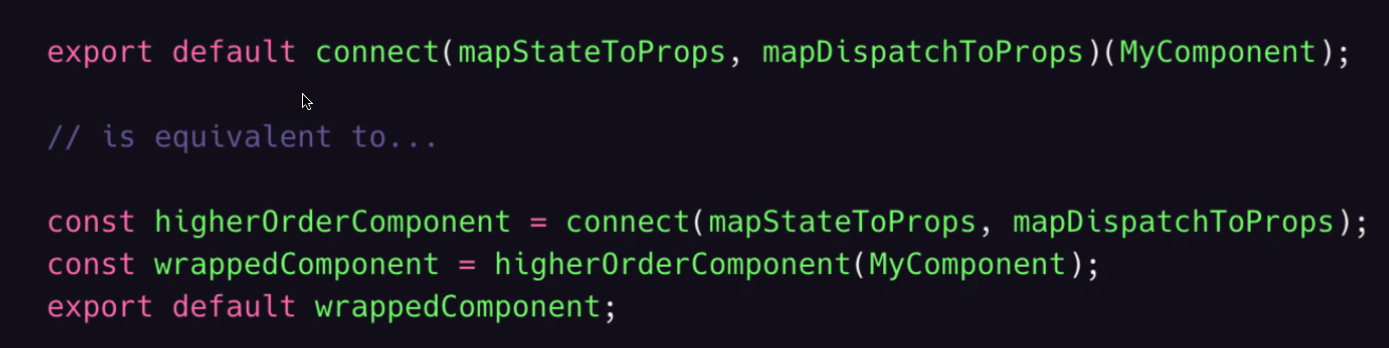 export default connect(mapStateToProps, mapDispatchToProps)(MyComponent);
// is equivalent to...
const higherOrderComponent = connect(mapStateToProps, mapDispatchToProps);
const wrappedComponent = higherOrderComponent(MyComponent);
export default wrappedComponent;